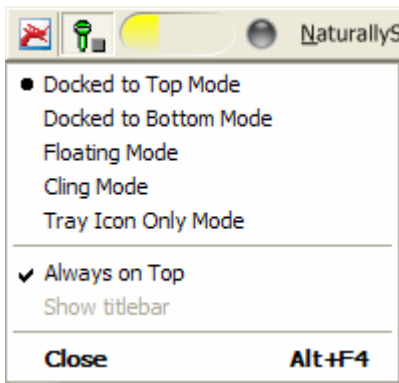 NaturallyS
Docked to Top Mode
Docked to Bottom Mode
Floating Mode
Cling Mode
Tray Icon Only Mode
Always on Top
Show titlebar
Close Alt+F4